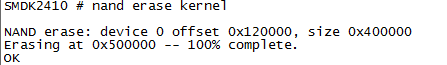 SMDK2410 # nand erase kernel
NAND erase: device 0 offset 0x120000, size 0x400000
Erasing at 0x500000 -- 100% complete.
OK